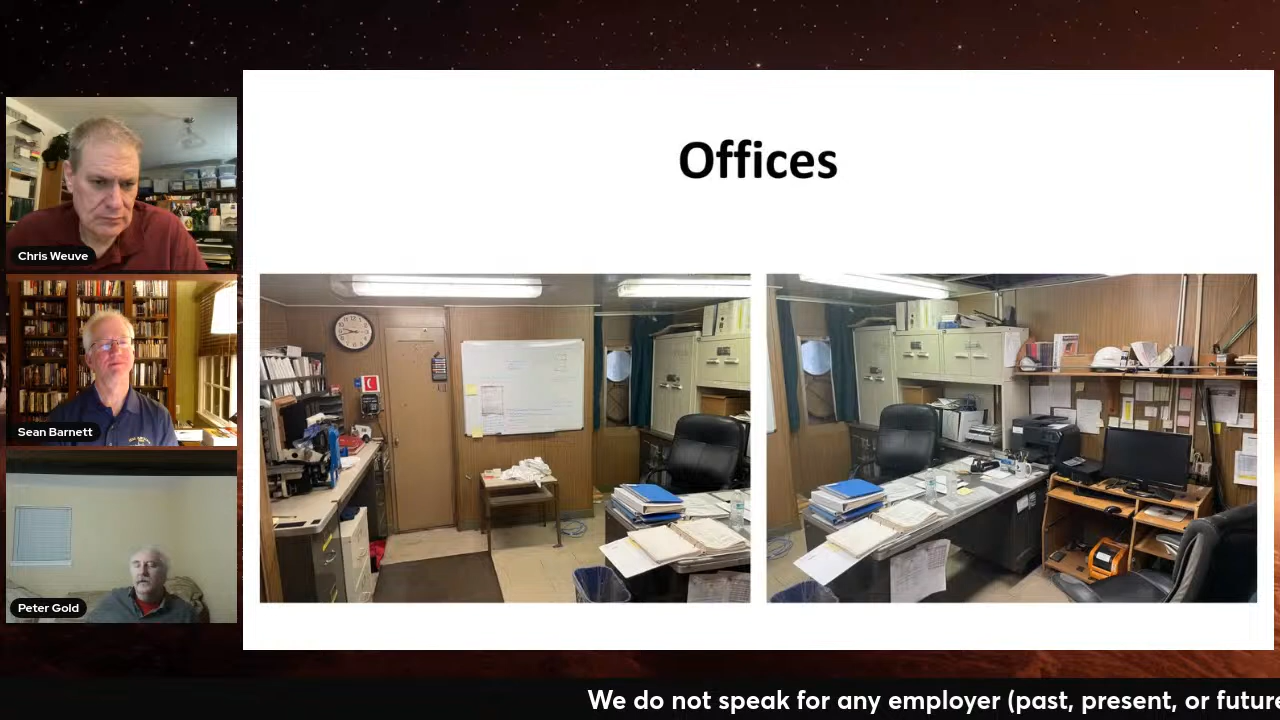 Offices
Chris Weuve
Sean Barnett
Peter Gold
We do not speak for any employer (past, present, or future